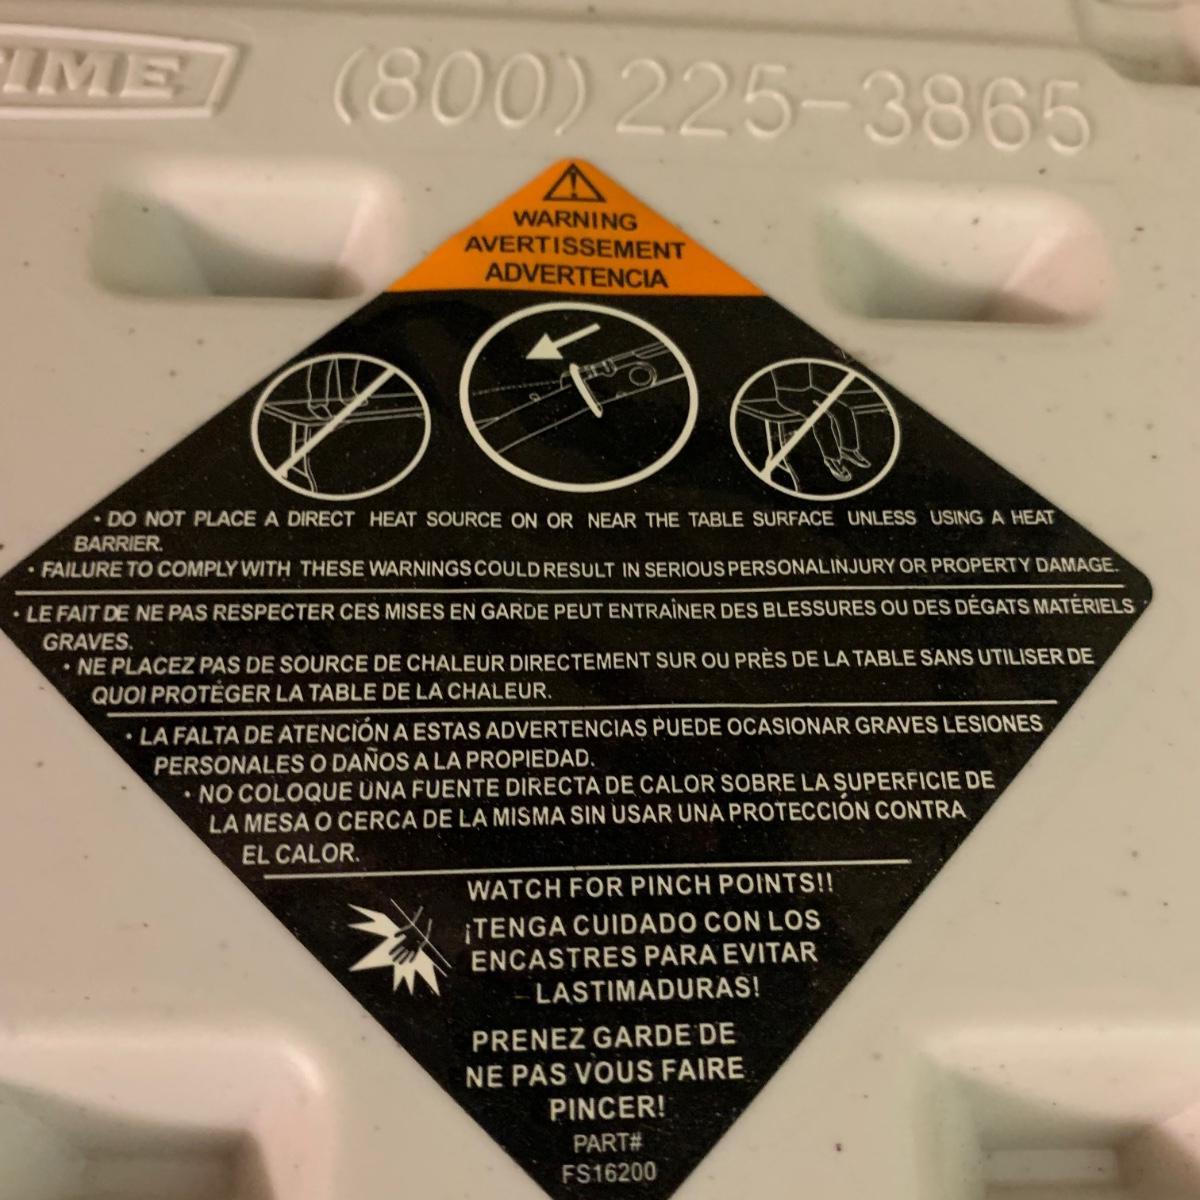 TIME (800) 225-3865
WARNING
AVERTISSEMENT
ADVERTENCIA
• DO NOT PLACE A DIRECT HEAT SOURCE ON OR NEAR THE TABLE SURFACE UNLESS USING A HEAT
BARRIER.
• FAILURE TO COMPLY WITH THESE WARNINGS COULD RESULT IN SERIOUS PERSONAL INJURY OR PROPERTY DAMAGE.
• LE FAIT DE NE PAS RESPECTER CES MISES EN GARDE PEUT ENTRAÎNER DES BLESSURES OU DES DÉGATS MATÉRIELS
GRAVES.
• NE PLACEZ PAS DE SOURCE DE CHALEUR DIRECTEMENT SUR OU PRÈS DE LA TABLE SANS UTILISER DE
QUOI PROTÉGER LA TABLE DE LA CHALEUR.
• LA FALTA DE ATENCIÓN A ESTAS ADVERTENCIAS PUEDE OCASIONAR GRAVES LESIONES
PERSONALES O DAÑOS A LA PROPIEDAD.
• NO COLOQUE UNA FUENTE DIRECTA DE CALOR SOBRE LA SUPERFICIE DE
LA MESA O CERCA DE LA MISMA SIN USAR UNA PROTECCIÓN CONTRA
EL CALOR.
WATCH FOR PINCH POINTS!!
¡TENGA CUIDADO CON LOS
ENCASTRES PARA EVITAR
LASTIMADURAS!
PRENEZ GARDE DE
NE PAS VOUS FAIRE
PINCER!
PART#
FS16200